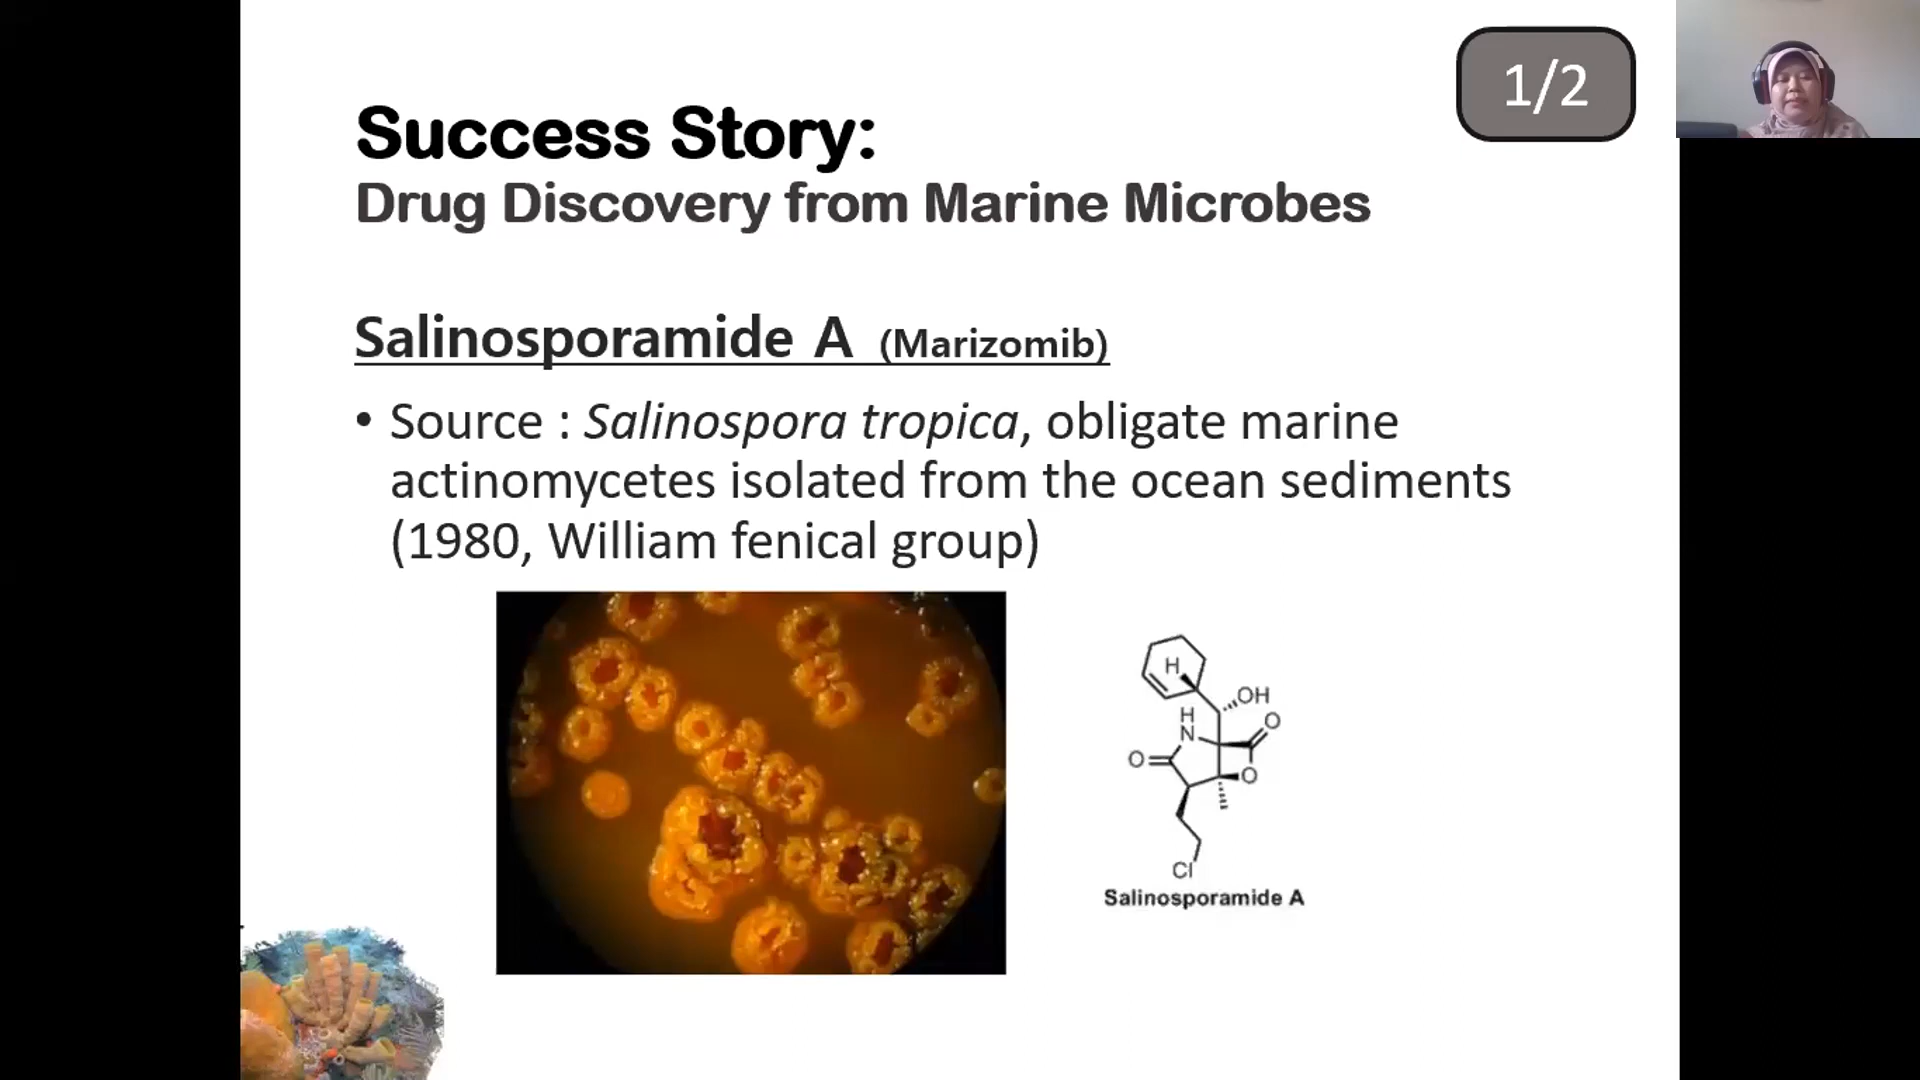 1/2
Success Story:
Drug Discovery from Marine Microbes
Salinosporamide A (Marizomib)
• Source : Salinospora tropica, obligate marine
actinomycetes isolated from the ocean sediments
(1980, William fenical group)
H
OH
H
N
O
O
O
Cl
Salinosporamide A